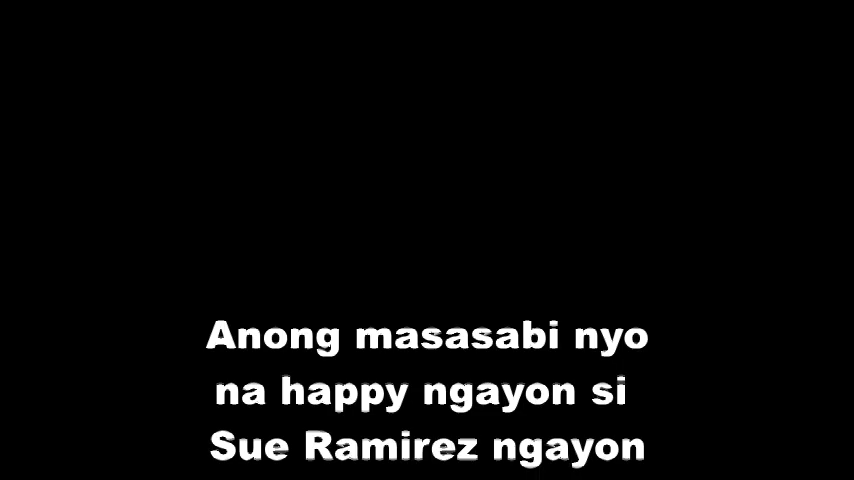 Anong masasabi nyo
na happy ngayon si
Sue Ramirez ngayon